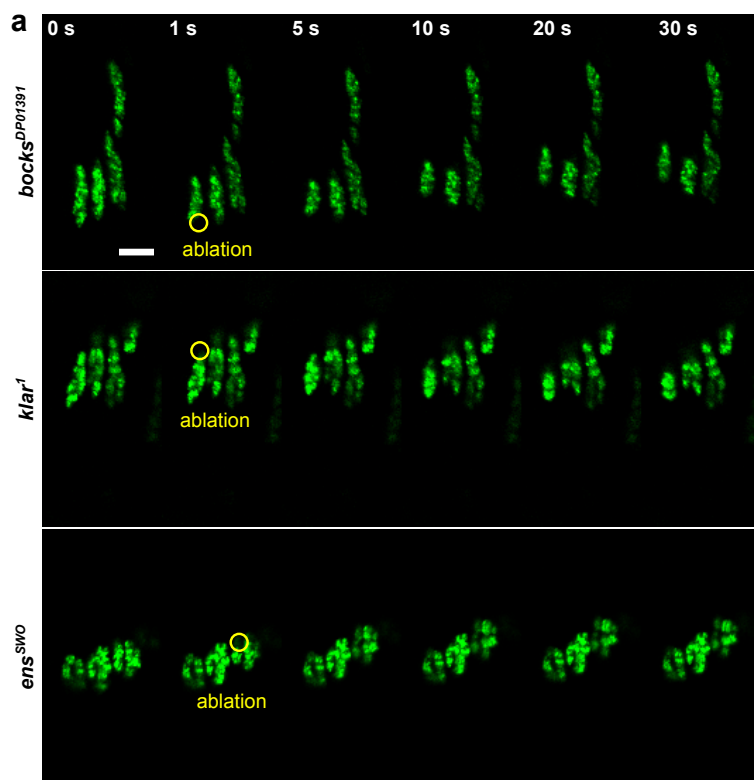 a
0 s 1 s 5 s 10 s 20 s 30 s
bocksDP01391
ablation
klar1
ablation
ensSWO
ablation